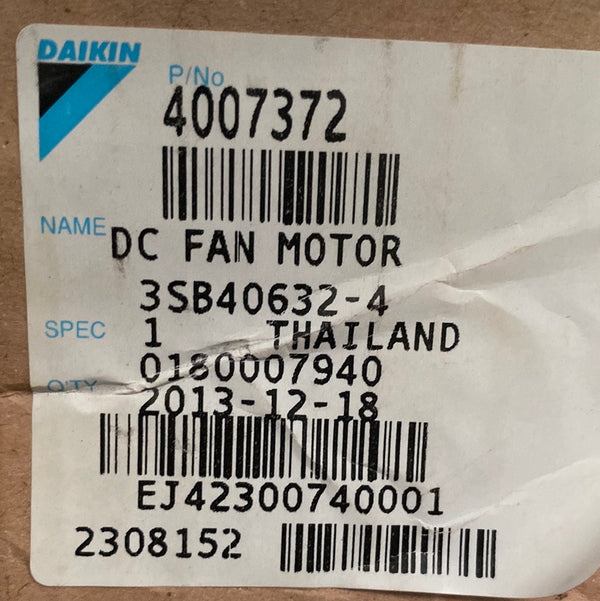 DAIKIN
P/No
4007372
NAME DC FAN MOTOR
3SB40632-4
SPEC 1 THAILAND
0180007940
Q'TY 2013-12-18
EJ42300740001
2308152